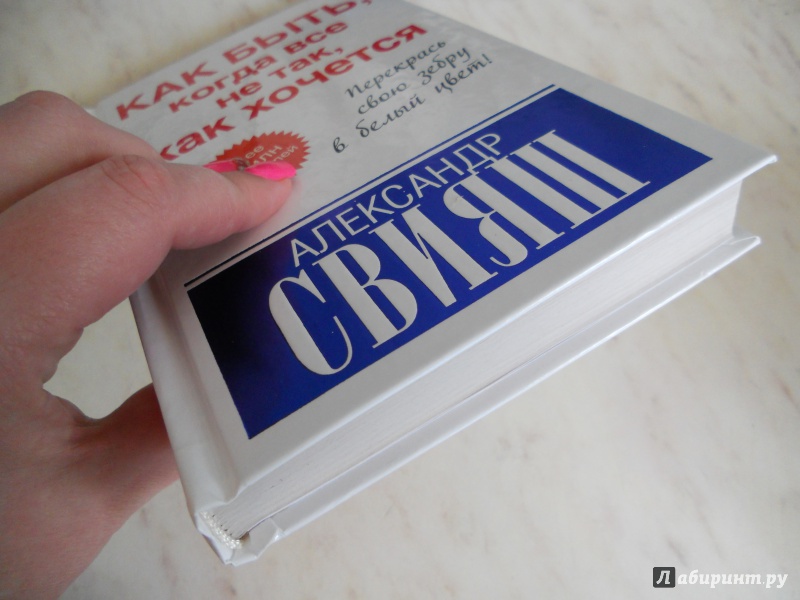 КАК БЫТЬ,
когда все
не так,
как хочется
Перекрась
свою зебру
в белый цвет!
АЛЕКСАНДР
СВИЯШ
Лабиринт.ру